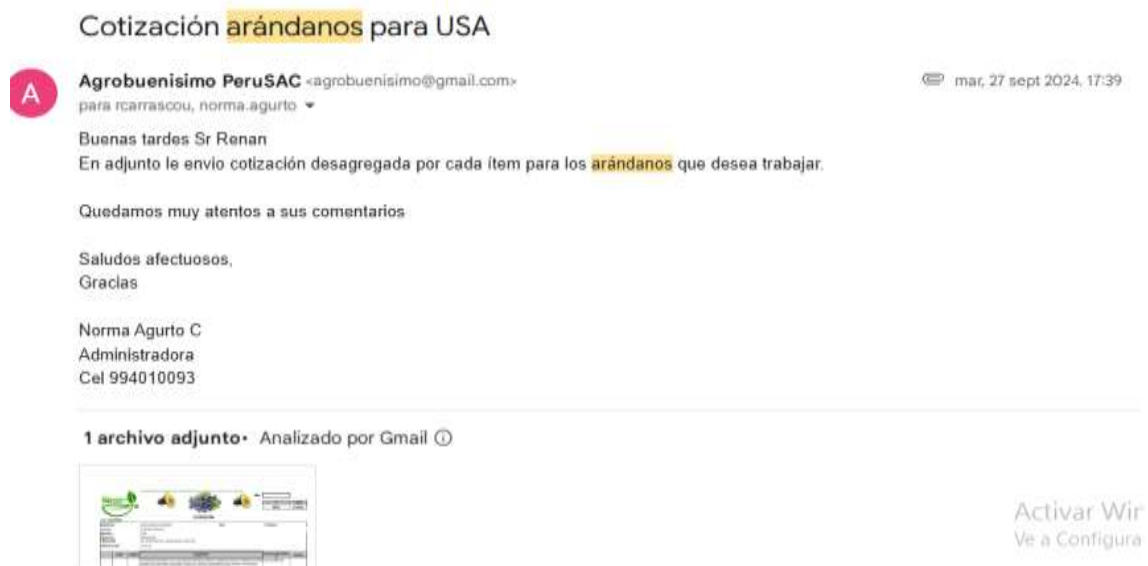 Cotización arándanos para USA
A
Agrobuenisimo PeruSAC <agrobuenisimo@gmail.com>
mar, 27 sept 2024, 17:39
para rcarrascou, norma.agurto
Buenas tardes Sr Renan
En adjunto le envio cotización desagregada por cada ítem para los arándanos que desea trabajar.
Quedamos muy atentos a sus comentarios
Saludos afectuosos,
Gracias
Norma Agurto C
Administradora
Cel 994010093
1 archivo adjunto• Analizado por Gmail
Activar Wir
Ve a Configura